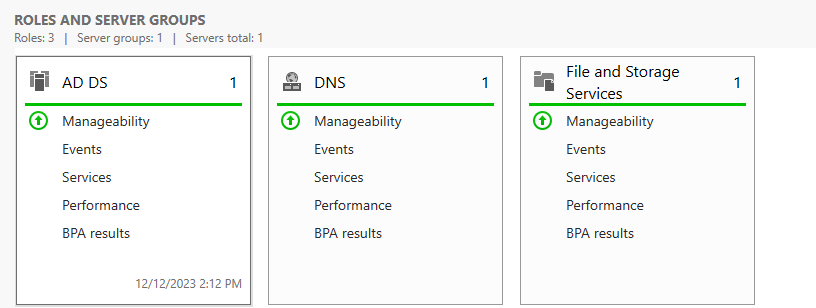 ROLES AND SERVER GROUPS
Roles: 3 | Server groups: 1 | Servers total: 1
AD DS 1
Manageability
Events
Services
Performance
BPA results
12/12/2023 2:12 PM
DNS 1
Manageability
Events
Services
Performance
BPA results
File and Storage
Services 1
Manageability
Events
Services
Performance
BPA results